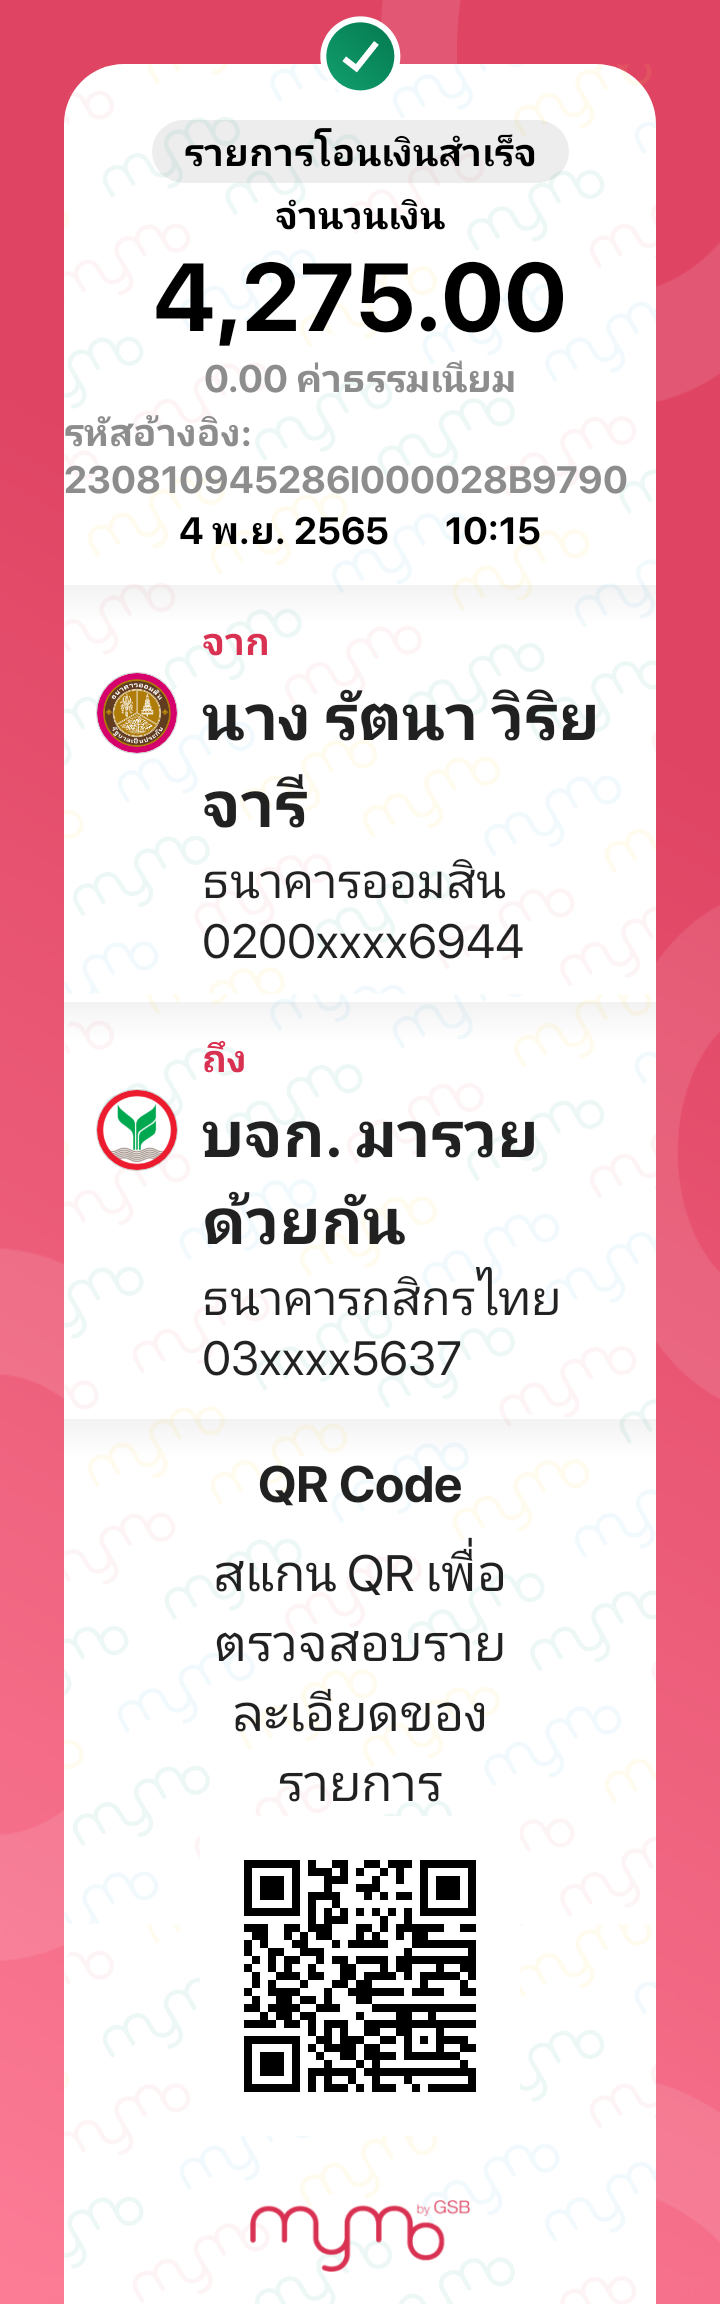 รายการโอนเงินสำเร็จ
จำนวนเงิน
4,275.00
0.00 ค่าธรรมเนียม
รหัสอ้างอิง:
230810945286I000028B9790
4 พ.ย. 2565 10:15
จาก
นาง รัตนา วิริย
จารี
ธนาคารออมสิน
0200xxxx6944
ถึง
บจก. มารวย
ด้วยกัน
ธนาคารกสิกรไทย
03xxxx5637
QR Code
สแกน QR เพื่อ
ตรวจสอบราย
ละเอียดของ
รายการ
mymo by GSB